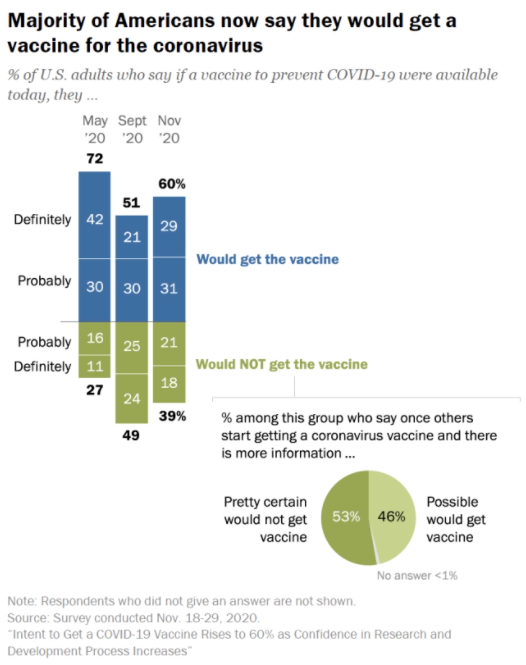 Majority of Americans now say they would get a
vaccine for the coronavirus
% of U.S. adults who say if a vaccine to prevent COVID-19 were available
today, they ...
May Sept Nov
'20 '20 '20
72
51
60%
Definitely 42 21 29
Would get the vaccine
Probably 30 30 31
Probably 16 25 21
Would NOT get the vaccine
Definitely 11 24 18
27
49
39%
% among this group who say once others
start getting a coronavirus vaccine and there
is more information ...
Pretty certain
would not get
vaccine
53%
46%
Possible
would get
vaccine
No answer <1%
Note: Respondents who did not give an answer are not shown.
Source: Survey conducted Nov. 18-29, 2020.
"Intent to Get a COVID-19 Vaccine Rises to 60% as Confidence in Research and
Development Process Increases"